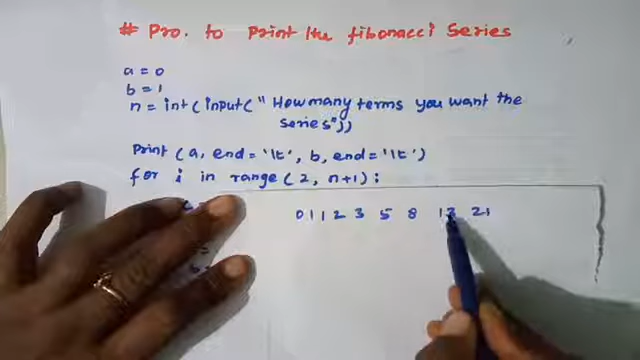 # Pro. to Print the fibonacci Series
a = 0
b = 1
n = int(input("How many terms you want the
series"))
Print (a, end = '\t', b, end = '\t')
for i in range (2, n+1):
0 1 1 2 3 5 8 13 21